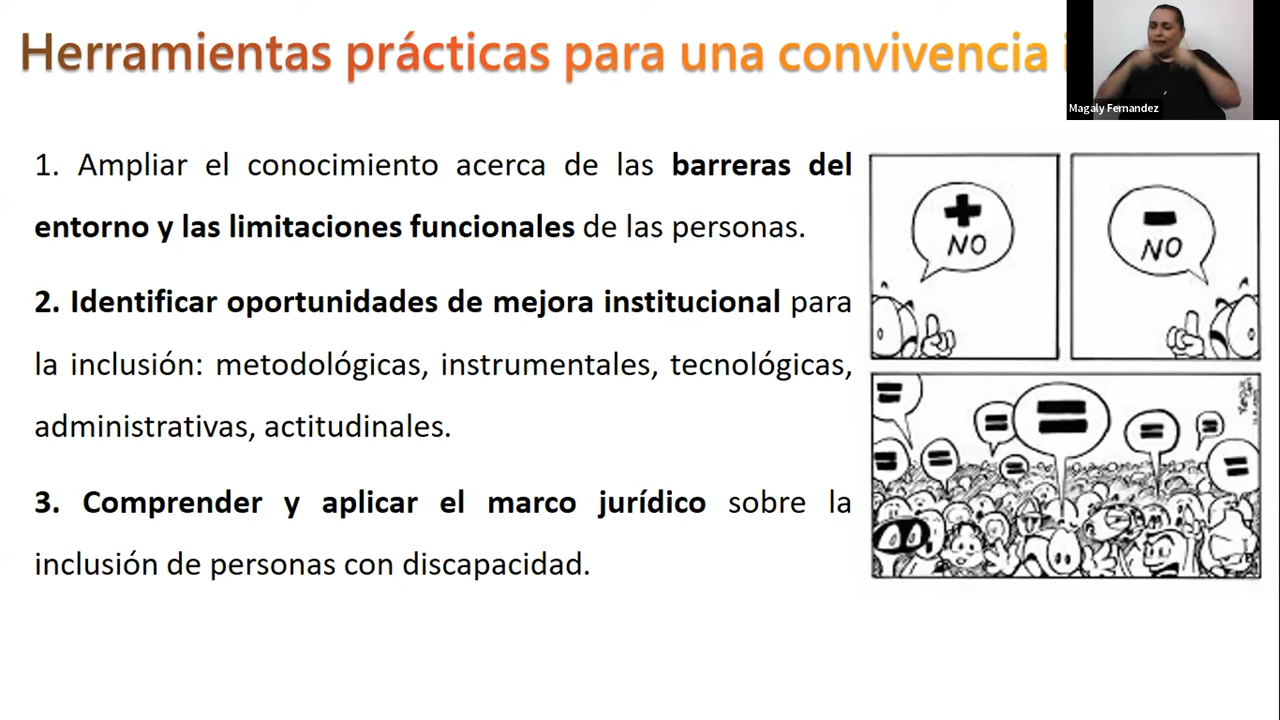 Herramientas prácticas para una convivencia
Magaly Fernandez
1. Ampliar el conocimiento acerca de las barreras del
entorno y las limitaciones funcionales de las personas.
2. Identificar oportunidades de mejora institucional para
la inclusión: metodológicas, instrumentales, tecnológicas,
administrativas, actitudinales.
3. Comprender y aplicar el marco jurídico sobre la
inclusión de personas con discapacidad.
+
NO
-
NO
=
=
=
=
=
=
=
=
=